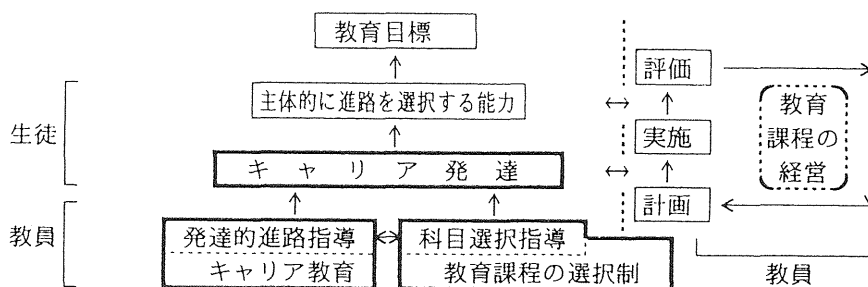 教育目標
評価
主体的に進路を選択する能力
教育
課程の
経営
生徒
実施
キャリア発達
計画
教員
発達的進路指導
科目選択指導
キャリア教育
教育課程の選択制
教員